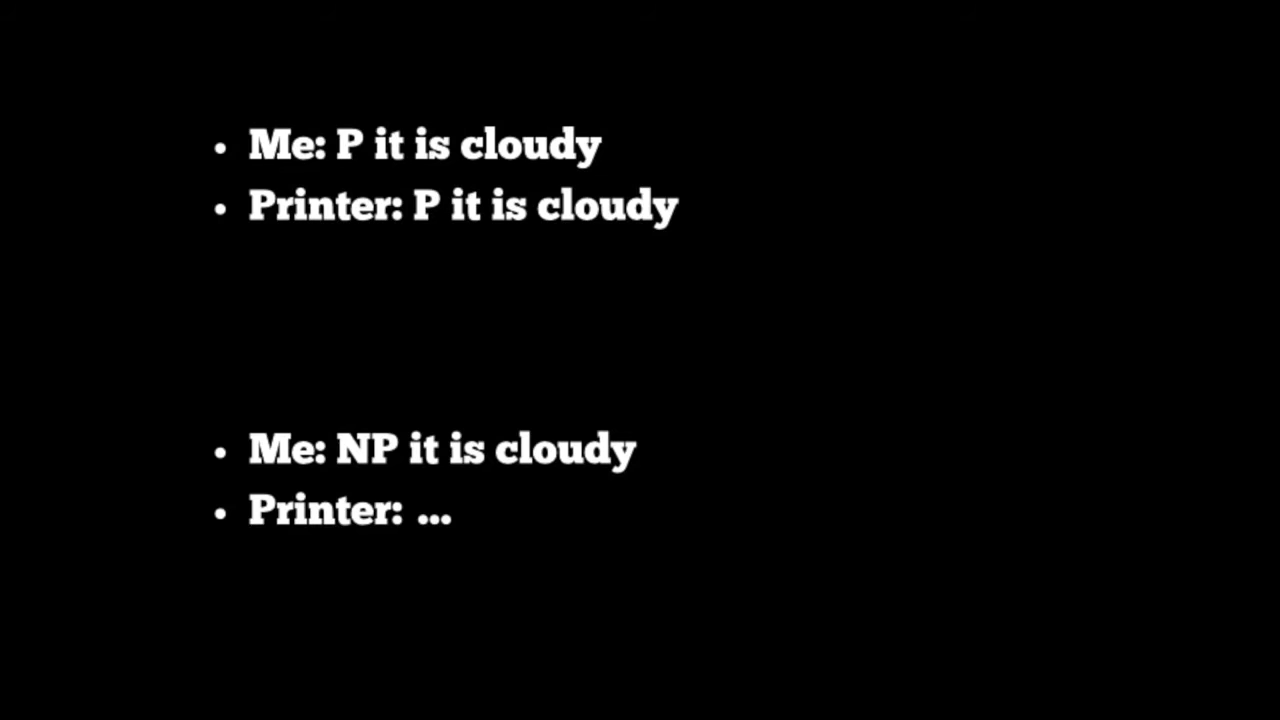 • Me: P it is cloudy
• Printer: P it is cloudy
• Me: NP it is cloudy
• Printer: ...